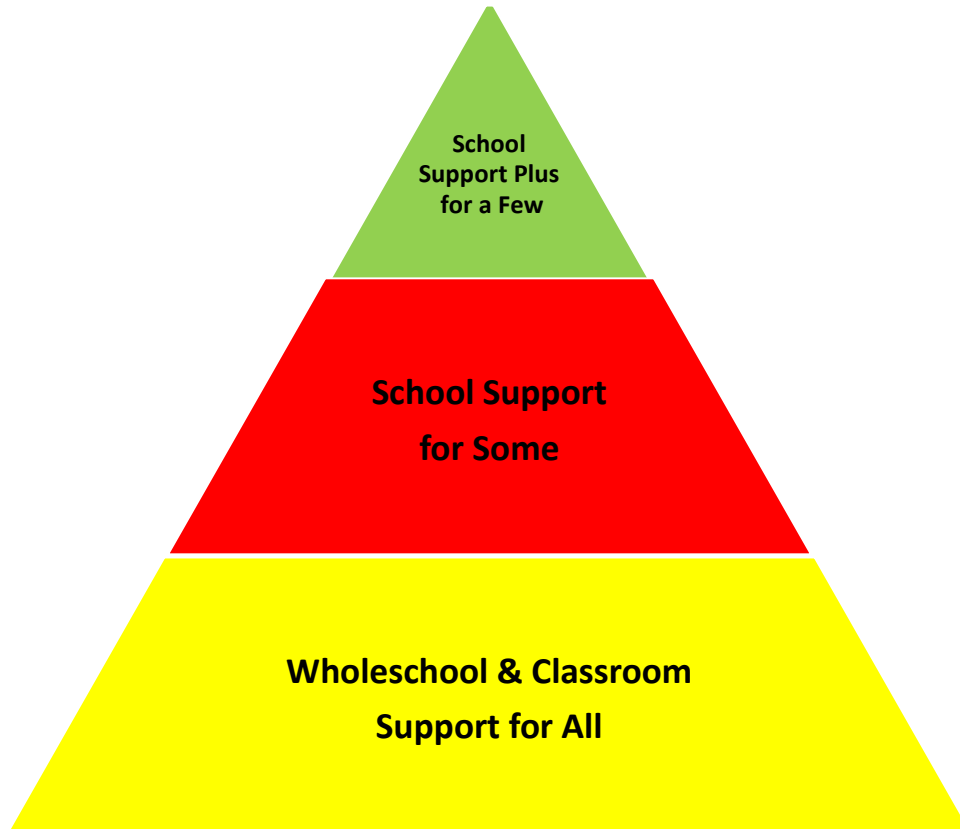 School
Support Plus
for a Few
School Support
for Some
Wholeschool & Classroom
Support for All